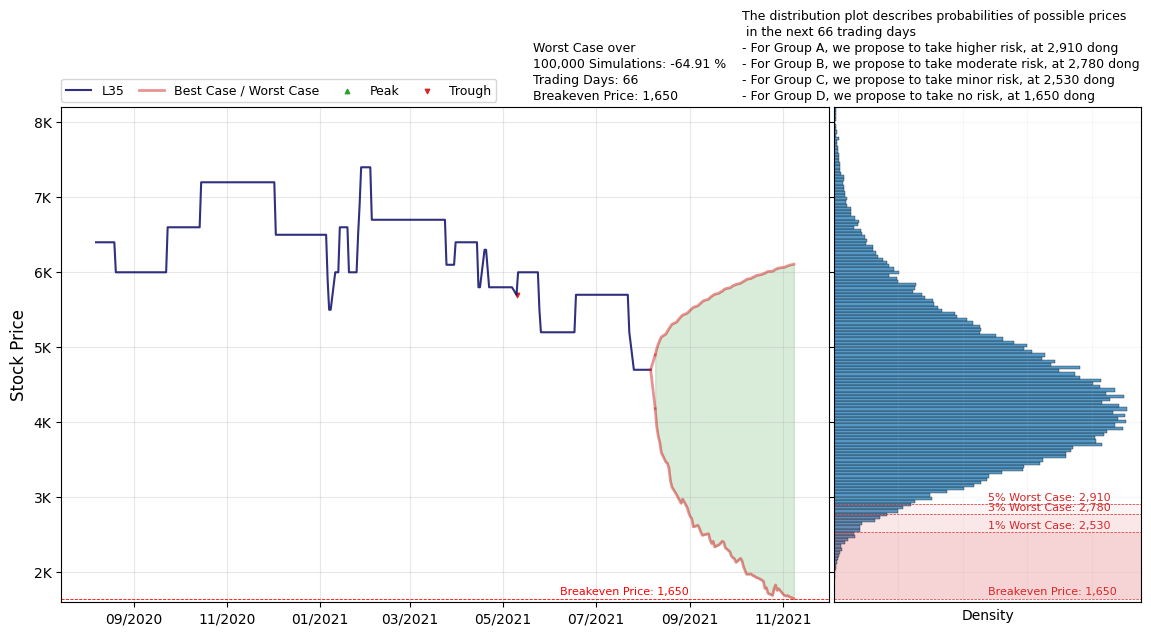 The distribution plot describes probabilities of possible prices
in the next 66 trading days
- For Group A, we propose to take higher risk, at 2,910 dong
- For Group B, we propose to take moderate risk, at 2,780 dong
- For Group C, we propose to take minor risk, at 2,530 dong
- For Group D, we propose to take no risk, at 1,650 dong
Worst Case over
100,000 Simulations: -64.91 %
Trading Days: 66
Breakeven Price: 1,650
L35
Best Case / Worst Case
Peak
Trough
Stock Price
8K
7K
6K
5K
4K
3K
2K
Breakeven Price: 1,650
09/2020
11/2020
01/2021
03/2021
05/2021
07/2021
09/2021
11/2021
5% Worst Case: 2,910
3% Worst Case: 2,780
1% Worst Case: 2,530
Breakeven Price: 1,650
Density